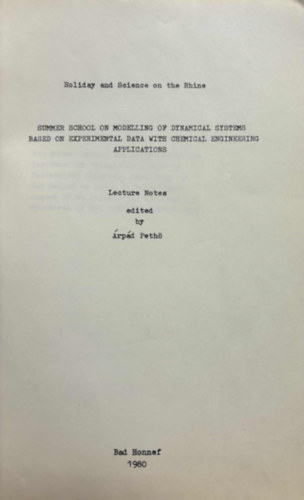 Holiday and Science on the Rhine
SUMMER SCHOOL ON MODELLING OF DYNAMICAL SYSTEMS
BASED ON EXPERIMENTAL DATA WITH CHEMICAL ENGINEERING
APPLICATIONS
Lecture Notes
edited
by
Árpád Pethő
Bad Honnef
1980